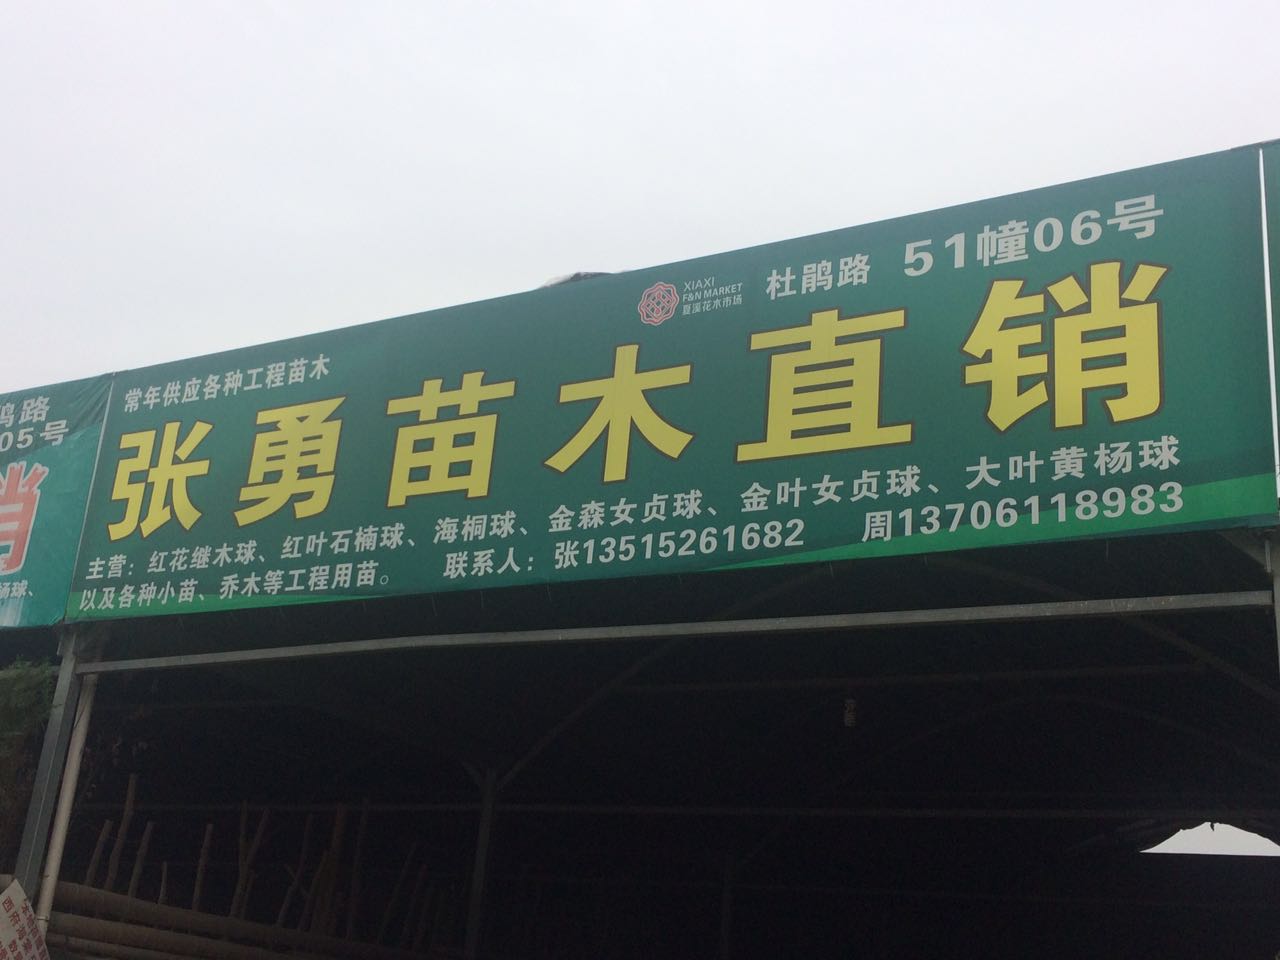 XIAXI
F&N MARKET
夏溪花木市场
杜鹃路 51幢06号
常年供应各种工程苗木
张勇苗木直销
主营：红花继木球、红叶石楠球、海桐球、金森女贞球、金叶女贞球、大叶黄杨球
以及各种小苗、乔木等工程用苗。 联系人：张13515261682 周13706118983
鹃路
05号
销
杨球、